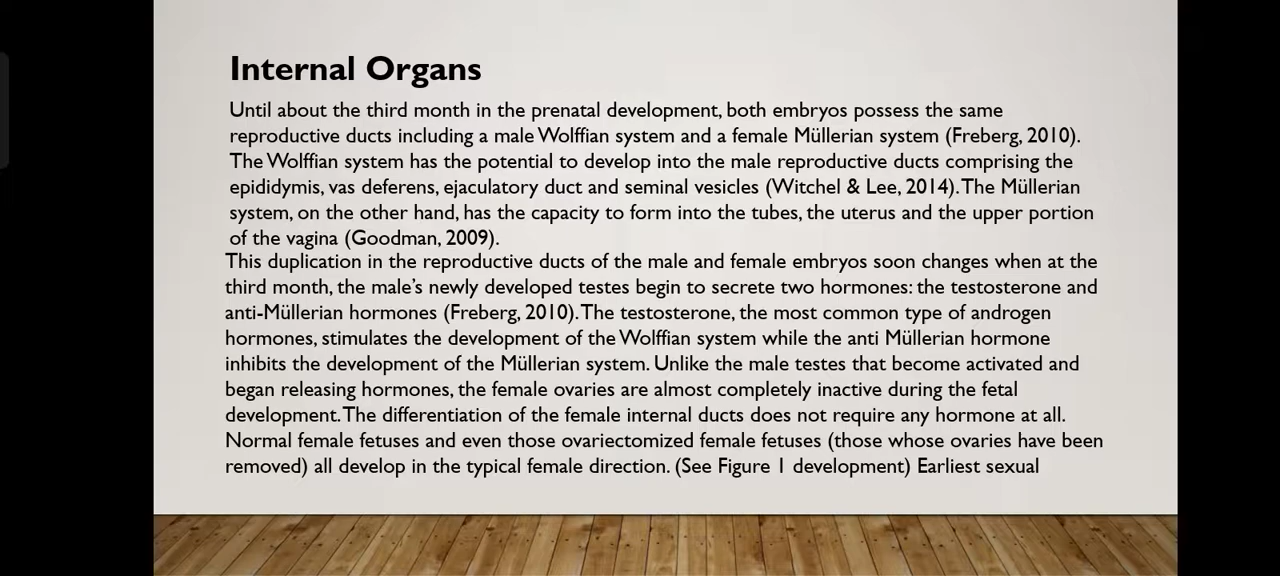 Internal Organs
Until about the third month in the prenatal development, both embryos possess the same
reproductive ducts including a male Wolffian system and a female Müllerian system (Freberg, 2010).
The Wolffian system has the potential to develop into the male reproductive ducts comprising the
epididymis, vas deferens, ejaculatory duct and seminal vesicles (Witchel & Lee, 2014). The Müllerian
system, on the other hand, has the capacity to form into the tubes, the uterus and the upper portion
of the vagina (Goodman, 2009).
This duplication in the reproductive ducts of the male and female embryos soon changes when at the
third month, the male's newly developed testes begin to secrete two hormones: the testosterone and
anti-Müllerian hormones (Freberg, 2010). The testosterone, the most common type of androgen
hormones, stimulates the development of the Wolffian system while the anti Müllerian hormone
inhibits the development of the Müllerian system. Unlike the male testes that become activated and
began releasing hormones, the female ovaries are almost completely inactive during the fetal
development. The differentiation of the female internal ducts does not require any hormone at all.
Normal female fetuses and even those ovariectomized female fetuses (those whose ovaries have been
removed) all develop in the typical female direction. (See Figure 1 development) Earliest sexual